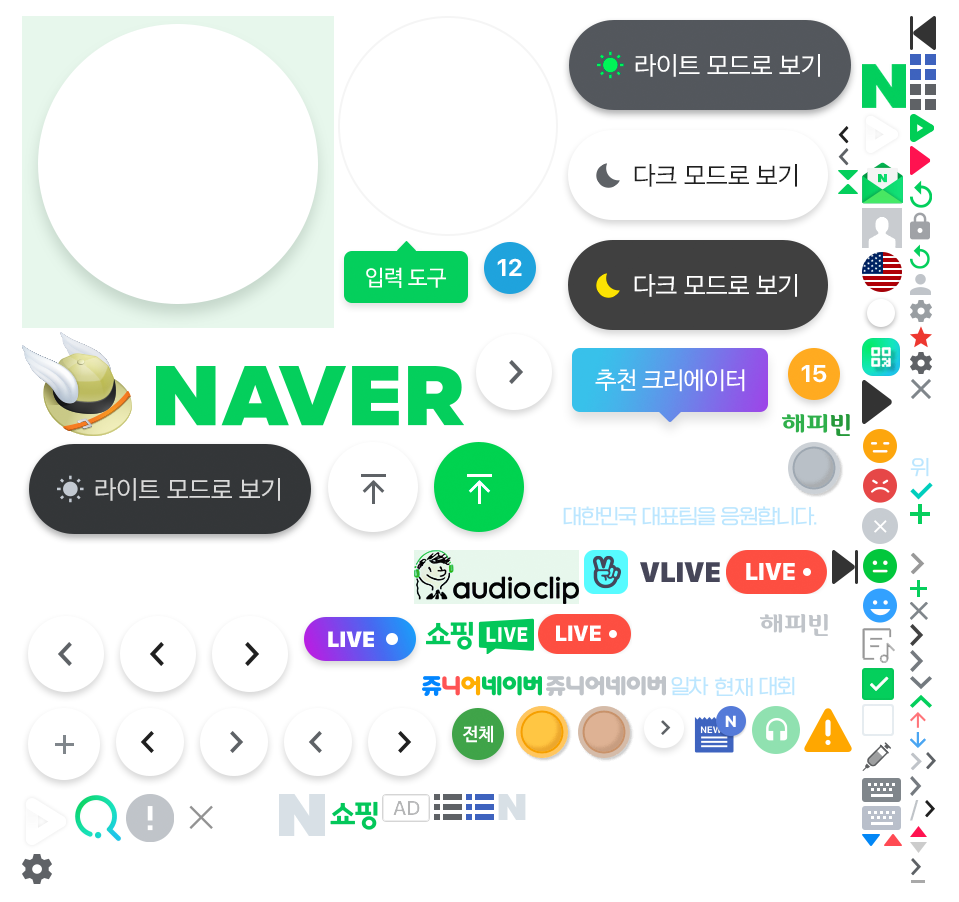 라이트 모드로 보기
N
다크 모드로 보기
N
입력 도구
12
다크 모드로 보기
NAVER
추천 크리에이터
15
해피빈
라이트 모드로 보기
위
대한민국 대표팀을 응원합니다.
audioclip
VLIVE
LIVE
LIVE
쇼핑 LIVE
LIVE
해피빈
쥬니어네이버
쥬니어네이버
일차 현재 대회
전체
NEW
N
N
쇼핑
AD
N